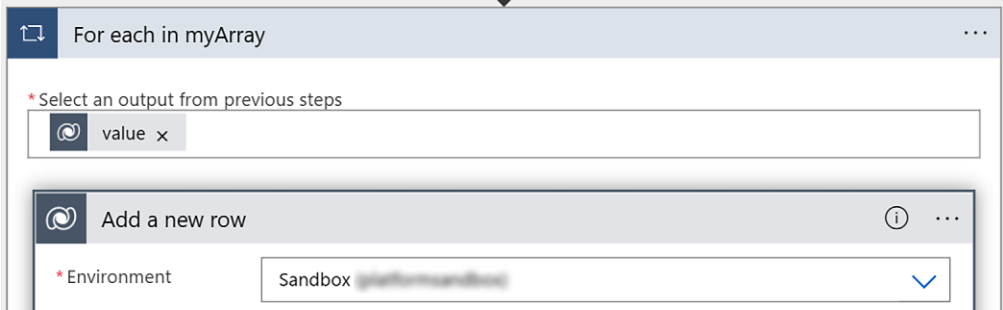 For each in myArray
* Select an output from previous steps
value
Add a new row
* Environment
Sandbox